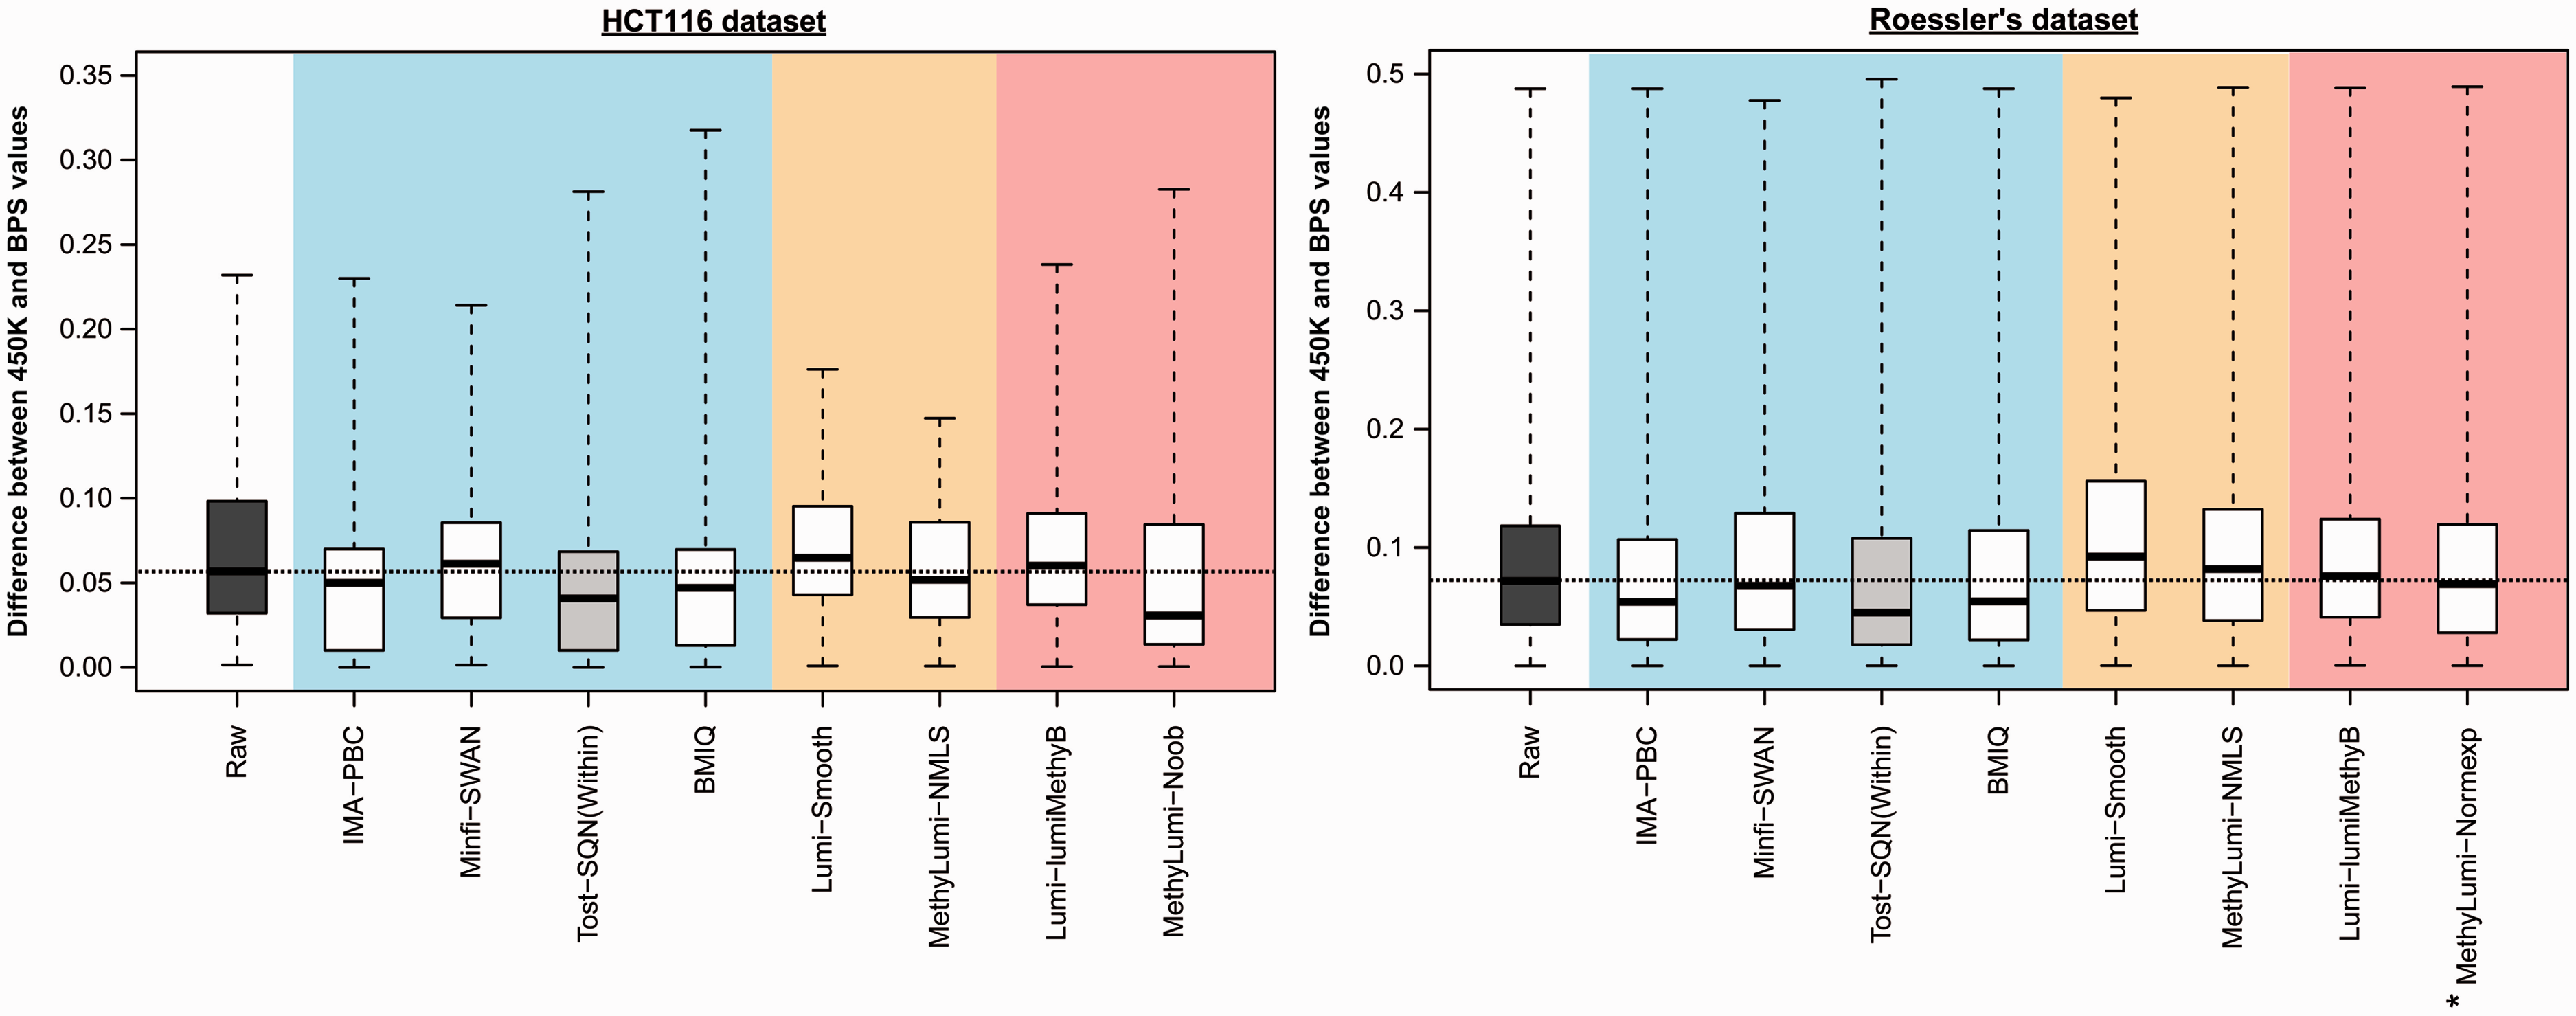 HCT116 dataset
Difference between 450K and BPS values
0.35
0.30
0.25
0.20
0.15
0.10
0.05
0.00
Raw
IMA−PBC
Minfi−SWAN
Tost−SQN(Within)
BMIQ
Lumi−Smooth
MethyLumi−NMLS
Lumi−lumiMethyB
MethyLumi−Noob
Roessler's dataset
Difference between 450K and BPS values
0.5
0.4
0.3
0.2
0.1
0.0
Raw
IMA−PBC
Minfi−SWAN
Tost−SQN(Within)
BMIQ
Lumi−Smooth
MethyLumi−NMLS
Lumi−lumiMethyB
* MethyLumi−Normexp